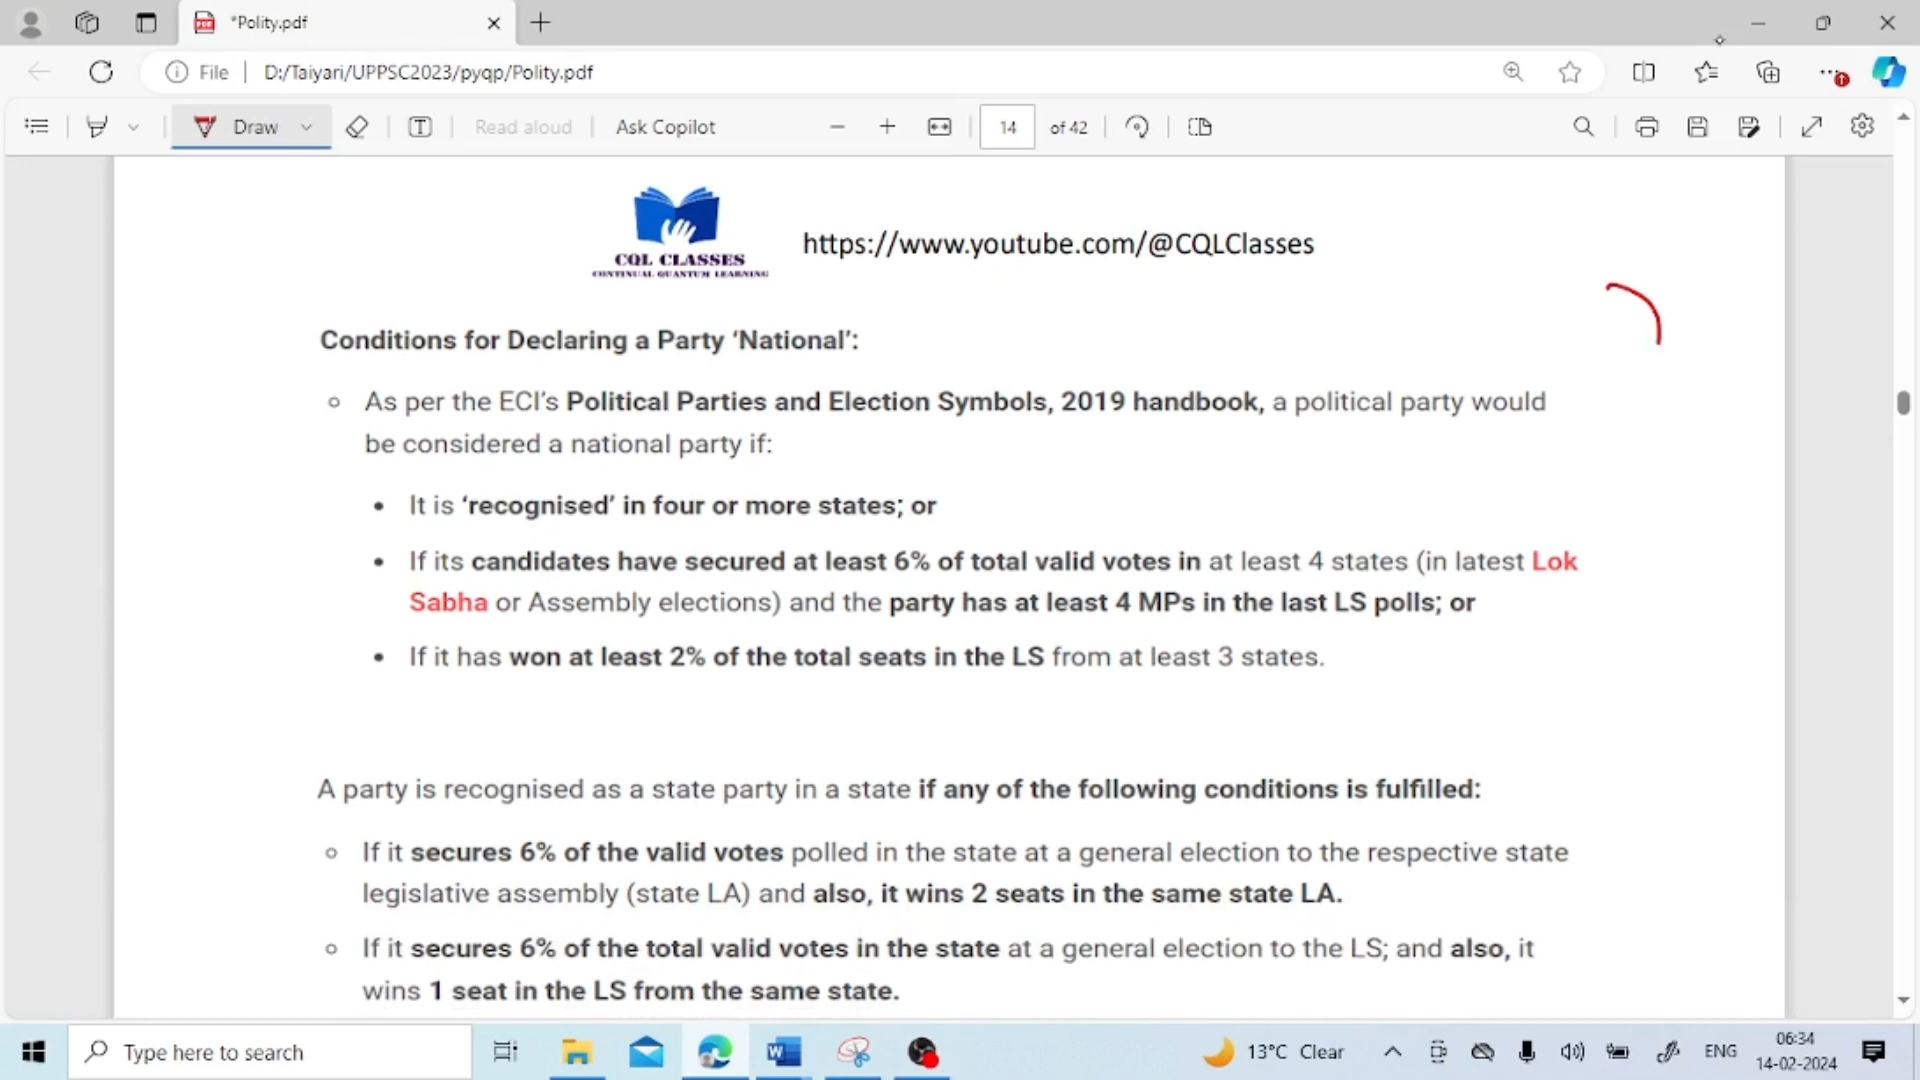 *Polity.pdf
File
D:/Taiyari/UPPSC2023/pyqp/Polity.pdf
Draw
Read aloud
Ask Copilot
14
of 42
CQL CLASSES
CONTINUAL QUANTUM LEARNING
https://www.youtube.com/@CQLClasses
Conditions for Declaring a Party ‘National’:
As per the ECI’s Political Parties and Election Symbols, 2019 handbook, a political party would
be considered a national party if:
It is ‘recognised’ in four or more states; or
If its candidates have secured at least 6% of total valid votes in at least 4 states (in latest Lok
Sabha or Assembly elections) and the party has at least 4 MPs in the last LS polls; or
If it has won at least 2% of the total seats in the LS from at least 3 states.
A party is recognised as a state party in a state if any of the following conditions is fulfilled:
If it secures 6% of the valid votes polled in the state at a general election to the respective state
legislative assembly (state LA) and also, it wins 2 seats in the same state LA.
If it secures 6% of the total valid votes in the state at a general election to the LS; and also, it
wins 1 seat in the LS from the same state.
Type here to search
13°C Clear
ENG
06:34
14-02-2024